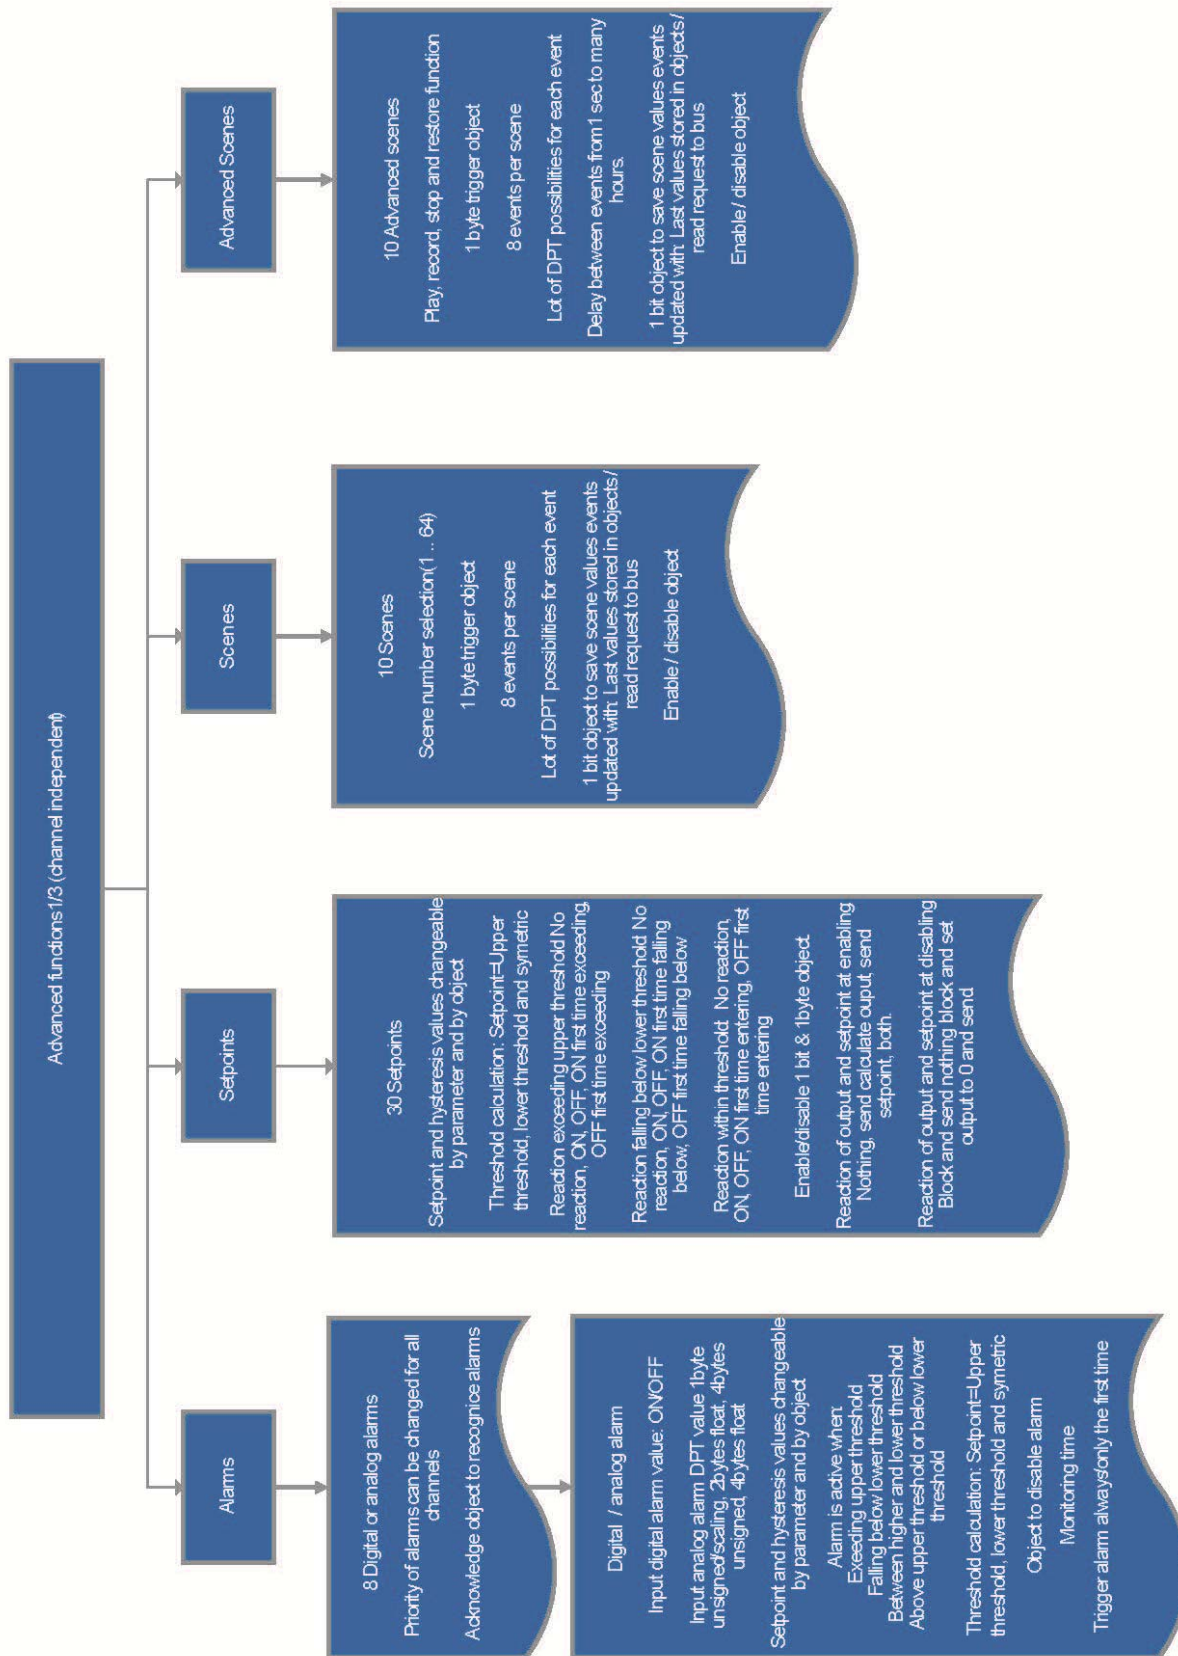 Advanced functions 1/3 (channel independent)
Alarms
8 Digital or analog alarms
Priority of alarms can be changed for all
channels
Acknowledge object to recognice alarms
Digital / analog alarm
Input digital alarm value: ON/OFF
Input analog alarm DPT value 1byte
unsigned/scaling, 2bytes float, 4bytes
unsigned, 4bytes float
Setpoint and hysteresis values changeable
by parameter and by object
Alarm is active when:
Exeeding upper threshold
Falling below lower threshold
Between higher and lower threshold
Above upper threshold or below lower
threshold
Threshold calculation: Setpoint=Upper
threshold, lower threshold and symetric
Object to disable alarm
Monitoring time
Trigger alarm always/only the first time
Setpoints
30 Setpoints
Setpoint and hysteresis values changeable
by parameter and by object
Threshold calculation: Setpoint=Upper
threshold, lower threshold and symetric
Reaction exceeding upper threshold: No
reaction, ON, OFF, ON first time exceeding,
OFF first time exceeding
Reaction falling below lower threshold: No
reaction, ON, OFF, ON first time falling
below, OFF first time falling below
Reaction within threshold: No reaction,
ON, OFF, ON first time entering, OFF first
time entering
Enable/disable 1 bit & 1byte object.
Reaction of output and setpoint at enabling:
Nothing, send calculate ouput, send
setpoint, both.
Reaction of output and setpoint at disabling:
Block and send nothing block and set
output to 0 and send
Scenes
10 Scenes
Scene number selection(1 .. 64)
1 byte trigger object
8 events per scene
Lot of DPT possibilities for each event
1 bit object to save scene values events
updated with: Last values stored in objects /
read request to bus
Enable / disable object
Advanced Scenes
10 Advanced scenes
Play, record, stop and restore function
1 byte trigger object
8 events per scene
Lot of DPT possibilities for each event
Delay between events from 1 sec to many
hours.
1 bit object to save scene values events
updated with: Last values stored in objects /
read request to bus
Enable / disable object